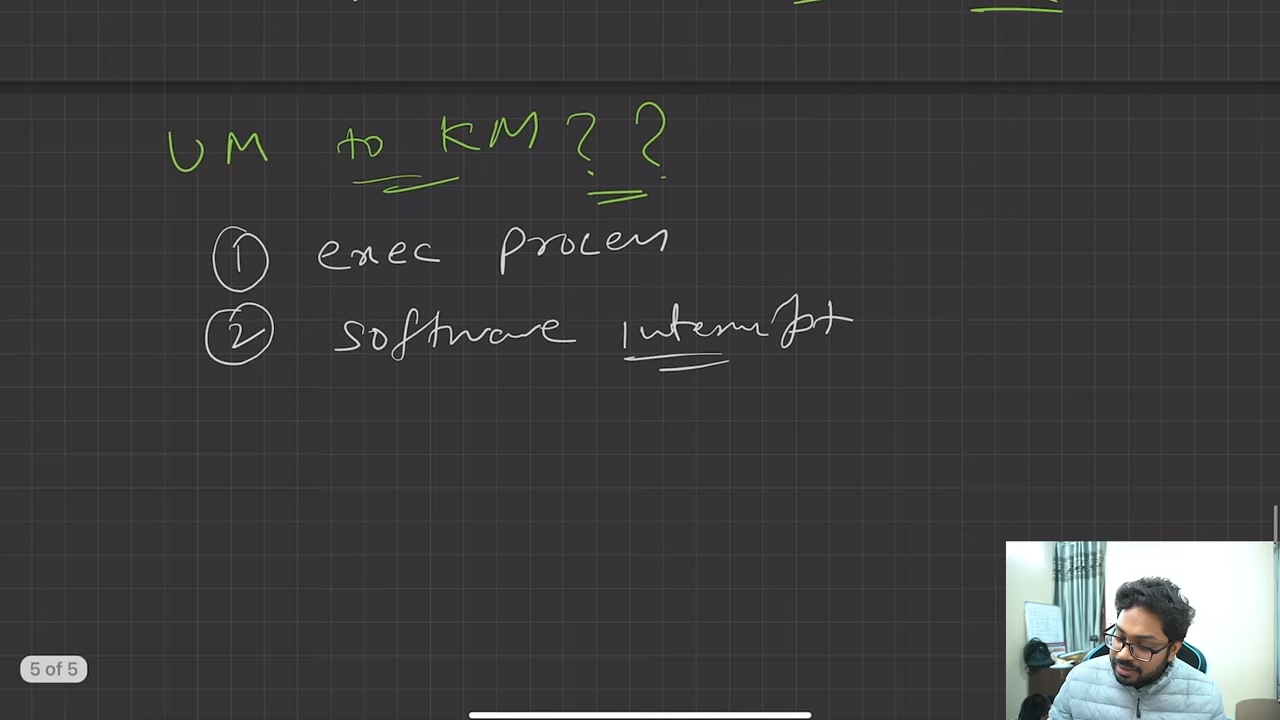 UM to KM ? ?
① exec process
② software interrupt
5 of 5